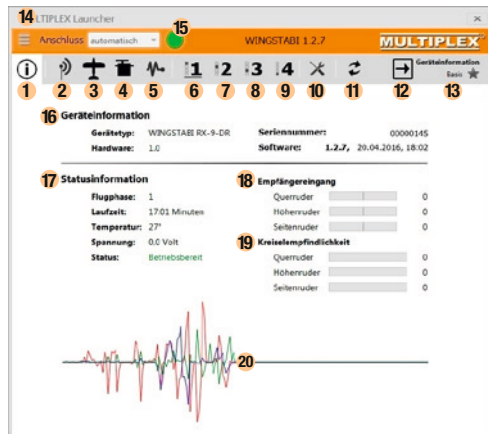 14 LTIPLEX Launcher ×
Anschluss automatisch 15 WINGSTABI 1.2.7 MULTIPLEX®
1 2 3 4 Geräteinformation
Basic
1 2 3 4 5 6 7 8 9 10 11 12 13
16 Geräteinformation
Gerätetyp: WINGSTABI RX-9-DR Seriennummer: 00000145
Hardware: 1.0 Software: 1.2.7, 20.04.2016, 18:02
17 Statusinformation 18 Empfängereingang
Flugphase: 1 Querruder 0
Laufzeit: 17:01 Minuten Höhenruder 0
Temperatur: 27° Seitenruder 0
Spannung: 0.0 Volt 19 Kreiselempfindlichkeit
Status: Betriebsbereit Querruder 0
Höhenruder 0
Seitenruder 0
20